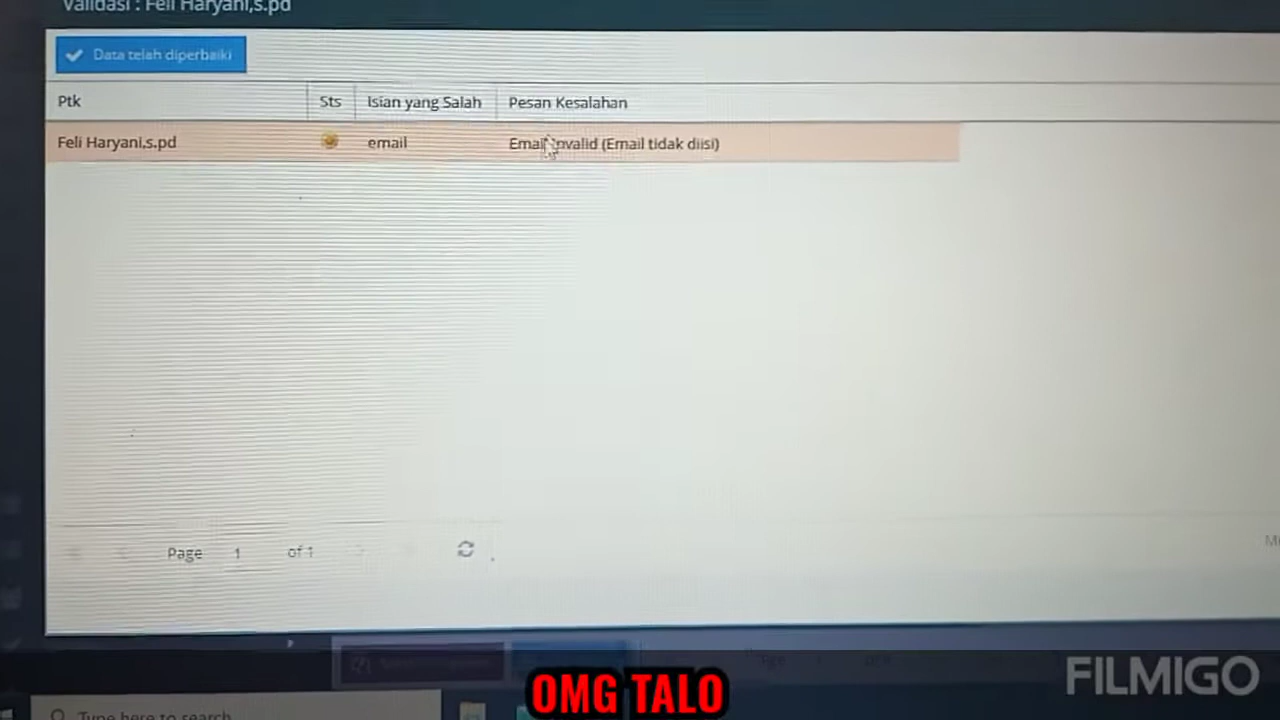 Validasi : Feli Haryani,s.pd
Data telah diperbaiki
Ptk Sts Isian yang Salah Pesan Kesalahan
Feli Haryani,s.pd email Email invalid (Email tidak diisi)
Page 1 of 1
FILMIGO
OMG TALO
Type here to search